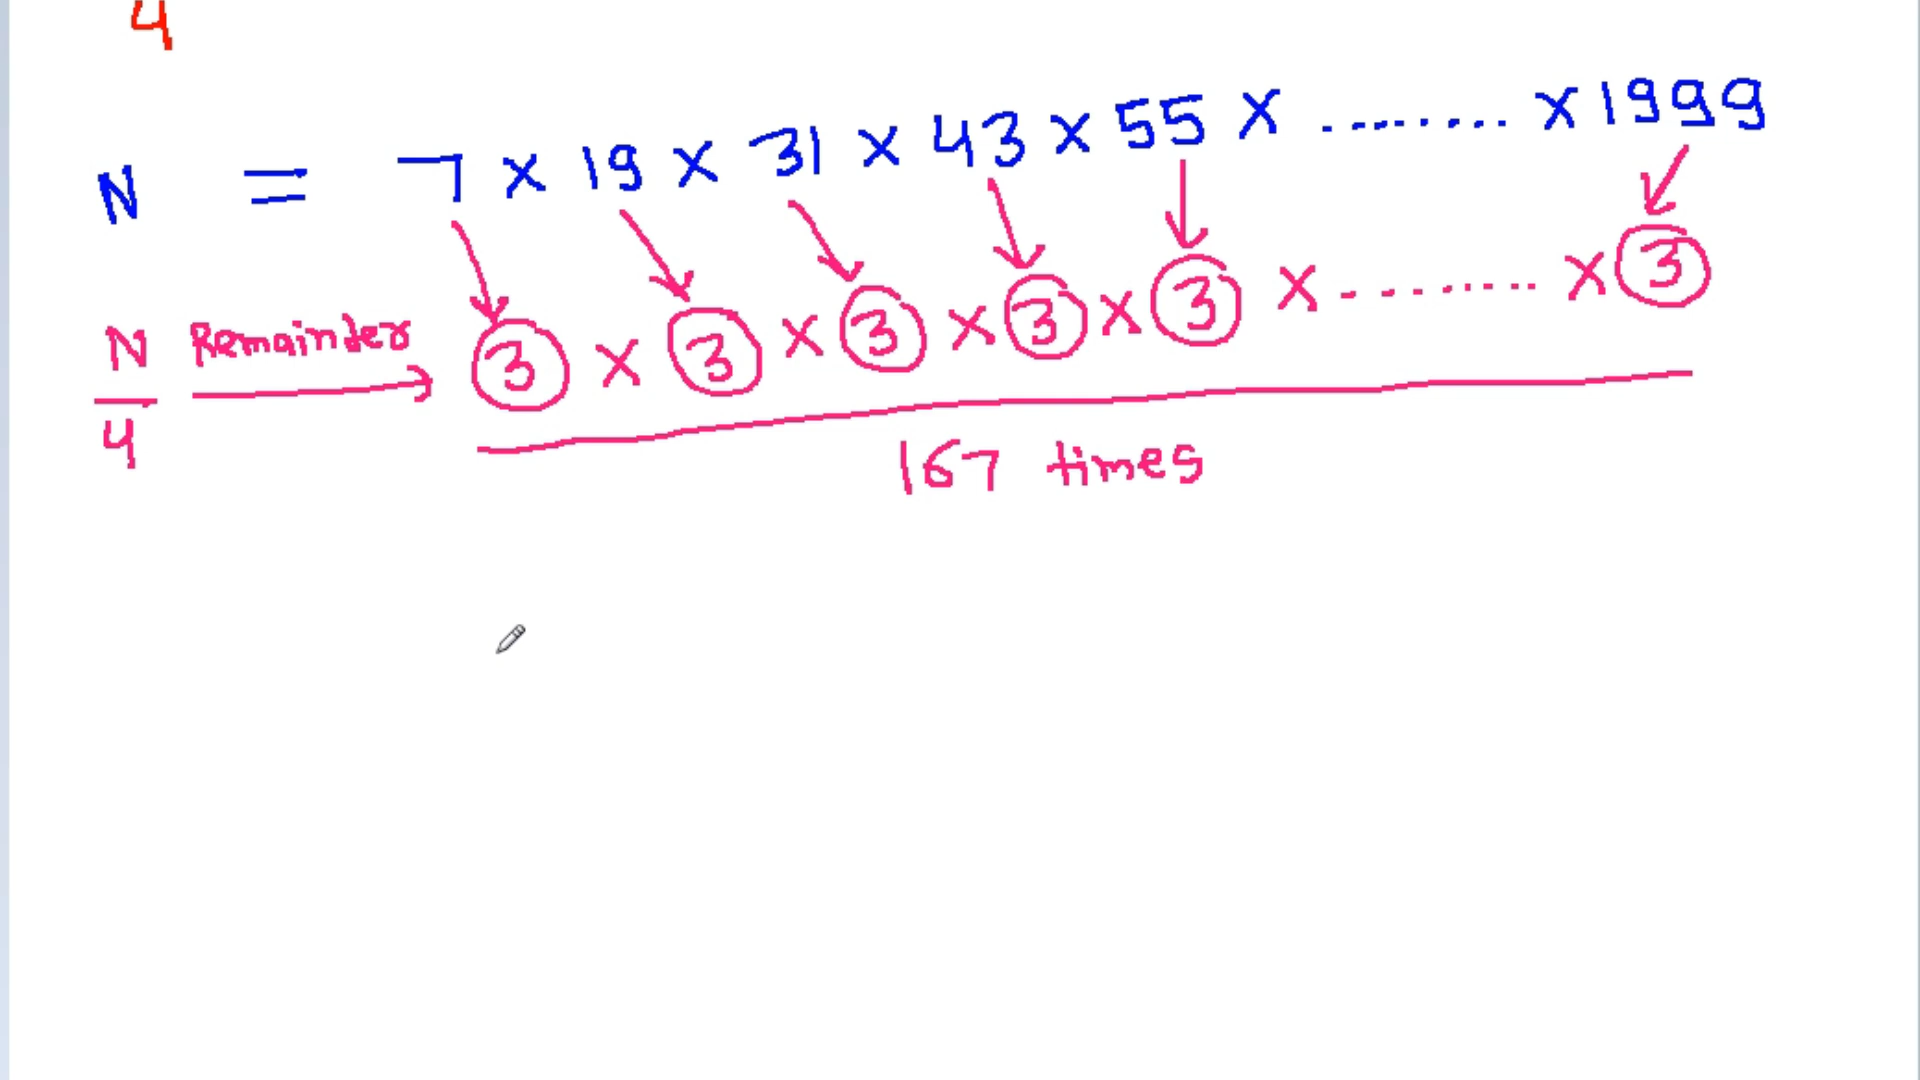 4
N = 7 × 19 × 31 × 43 × 55 × ......... × 1999
N/4 Remainder → 3 × 3 × 3 × 3 × 3 × ......... × 3
167 times